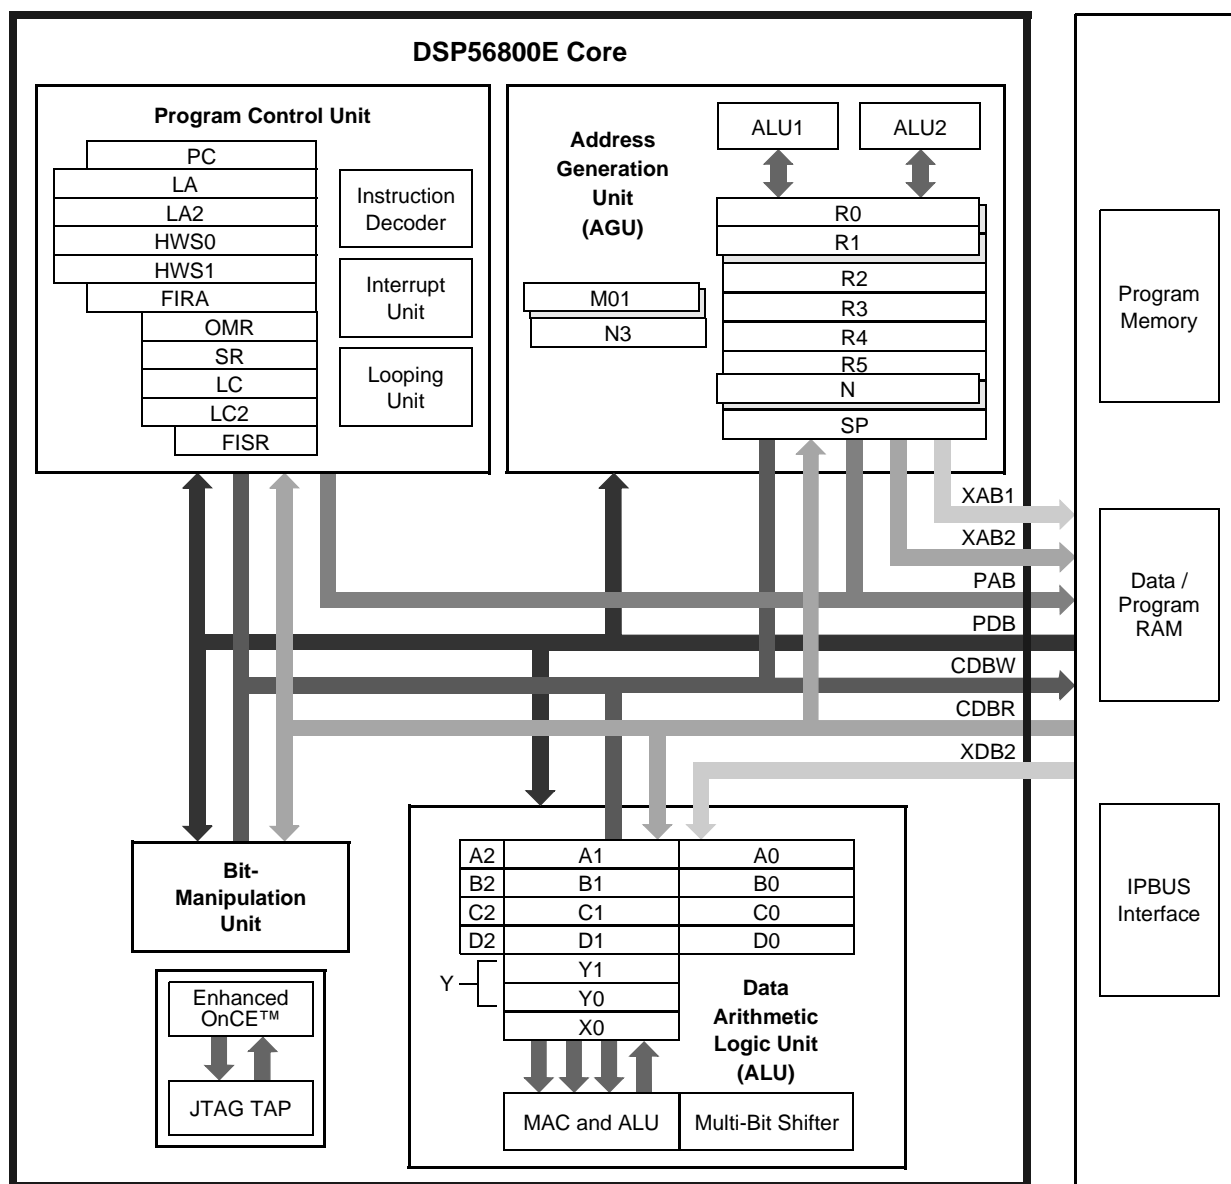 DSP56800E Core
Program Control Unit
PC
LA
LA2
HWS0
HWS1
FIRA
OMR
SR
LC
LC2
FISR
Instruction
Decoder
Interrupt
Unit
Looping
Unit
Address
Generation
Unit
(AGU)
ALU1
ALU2
R0
R1
R2
R3
R4
R5
N
SP
M01
N3
XAB1
XAB2
PAB
PDB
CDBW
CDBR
XDB2
Program
Memory
Data /
Program
RAM
IPBUS
Interface
Bit-
Manipulation
Unit
Enhanced
OnCE™
JTAG TAP
A2 A1 A0
B2 B1 B0
C2 C1 C0
D2 D1 D0
Y
Y1
Y0
X0
Data
Arithmetic
Logic Unit
(ALU)
MAC and ALU
Multi-Bit Shifter